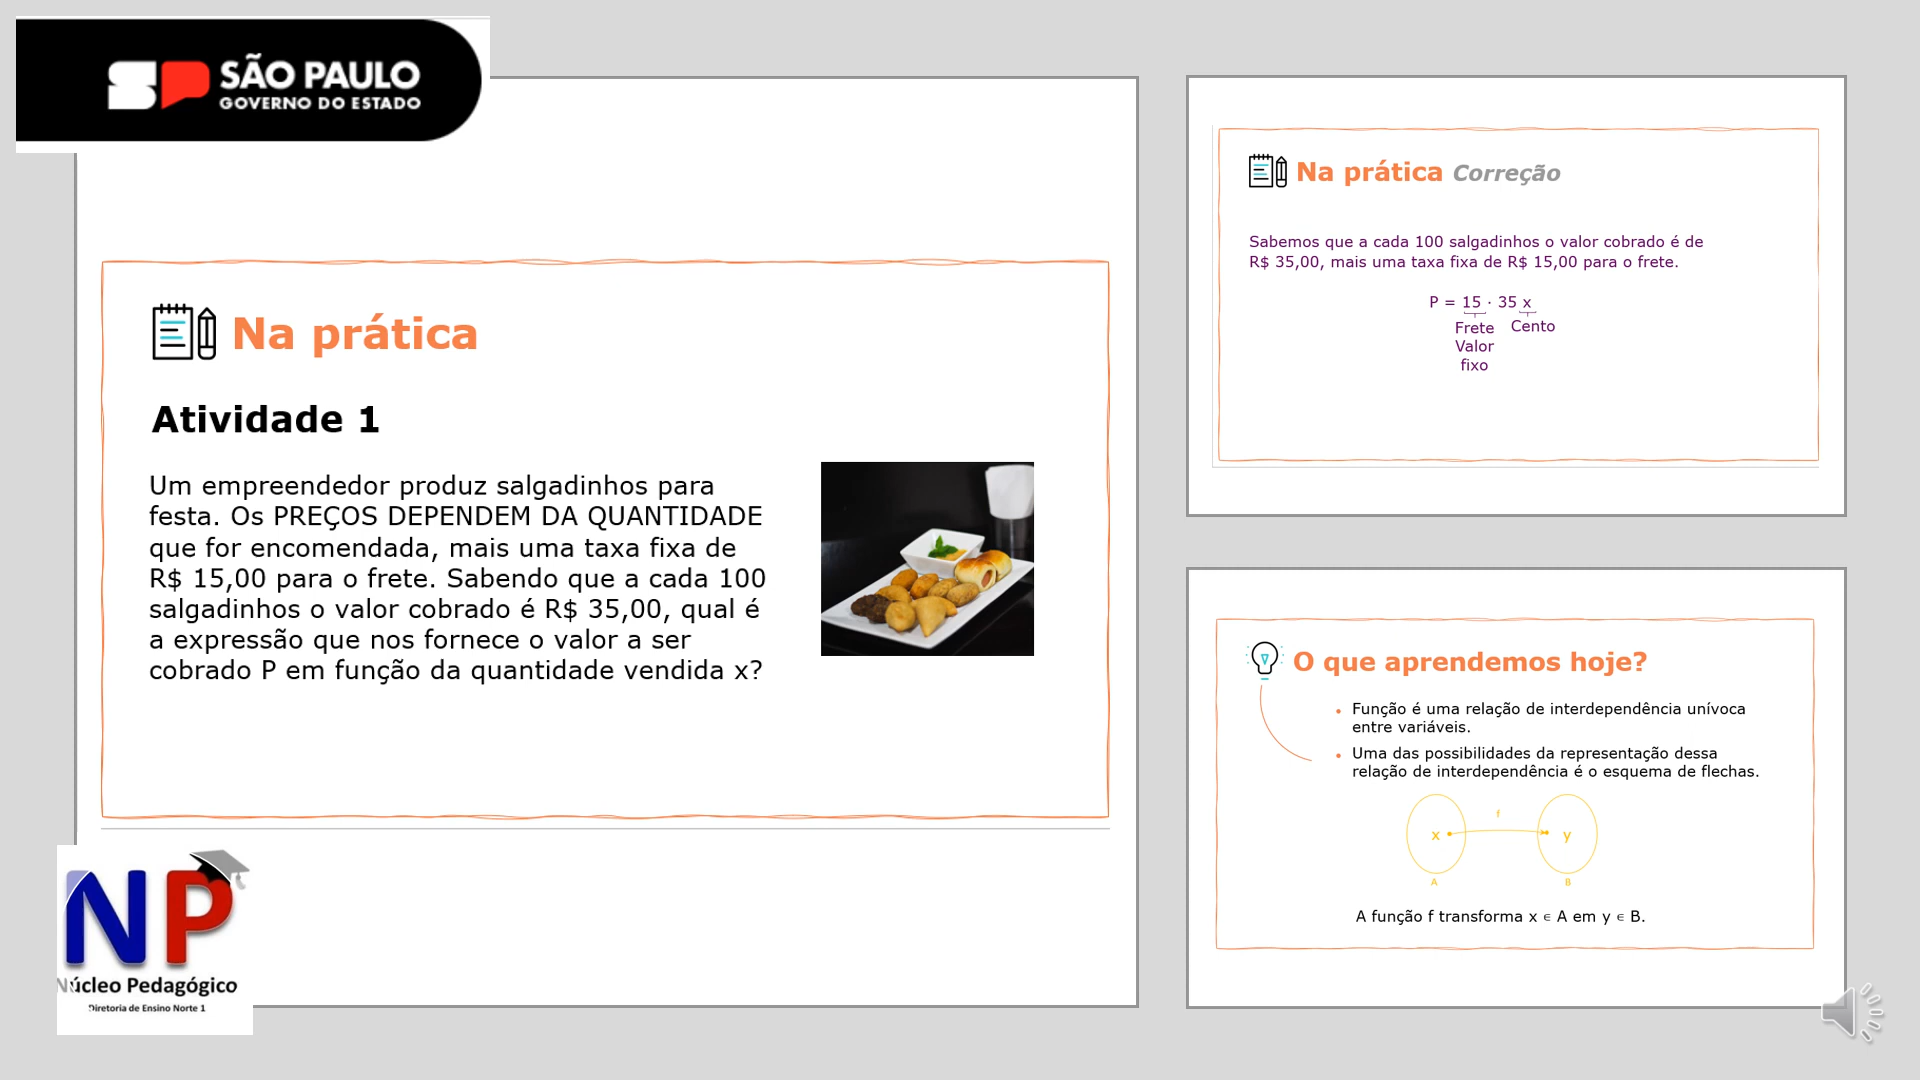 SÃO PAULO
GOVERNO DO ESTADO
Na prática
Atividade 1
Um empreendedor produz salgadinhos para
festa. Os PREÇOS DEPENDEM DA QUANTIDADE
que for encomendada, mais uma taxa fixa de
R$ 15,00 para o frete. Sabendo que a cada 100
salgadinhos o valor cobrado é R$ 35,00, qual é
a expressão que nos fornece o valor a ser
cobrado P em função da quantidade vendida x?
NP
Núcleo Pedagógico
Diretoria de Ensino Norte 1
Na prática Correção
Sabemos que a cada 100 salgadinhos o valor cobrado é de
R$ 35,00, mais uma taxa fixa de R$ 15,00 para o frete.
P = 15 · 35 x
Frete Cento
Valor
fixo
O que aprendemos hoje?
• Função é uma relação de interdependência unívoca
entre variáveis.
• Uma das possibilidades da representação dessa
relação de interdependência é o esquema de flechas.
f
x y
A B
A função f transforma x ∈ A em y ∈ B.